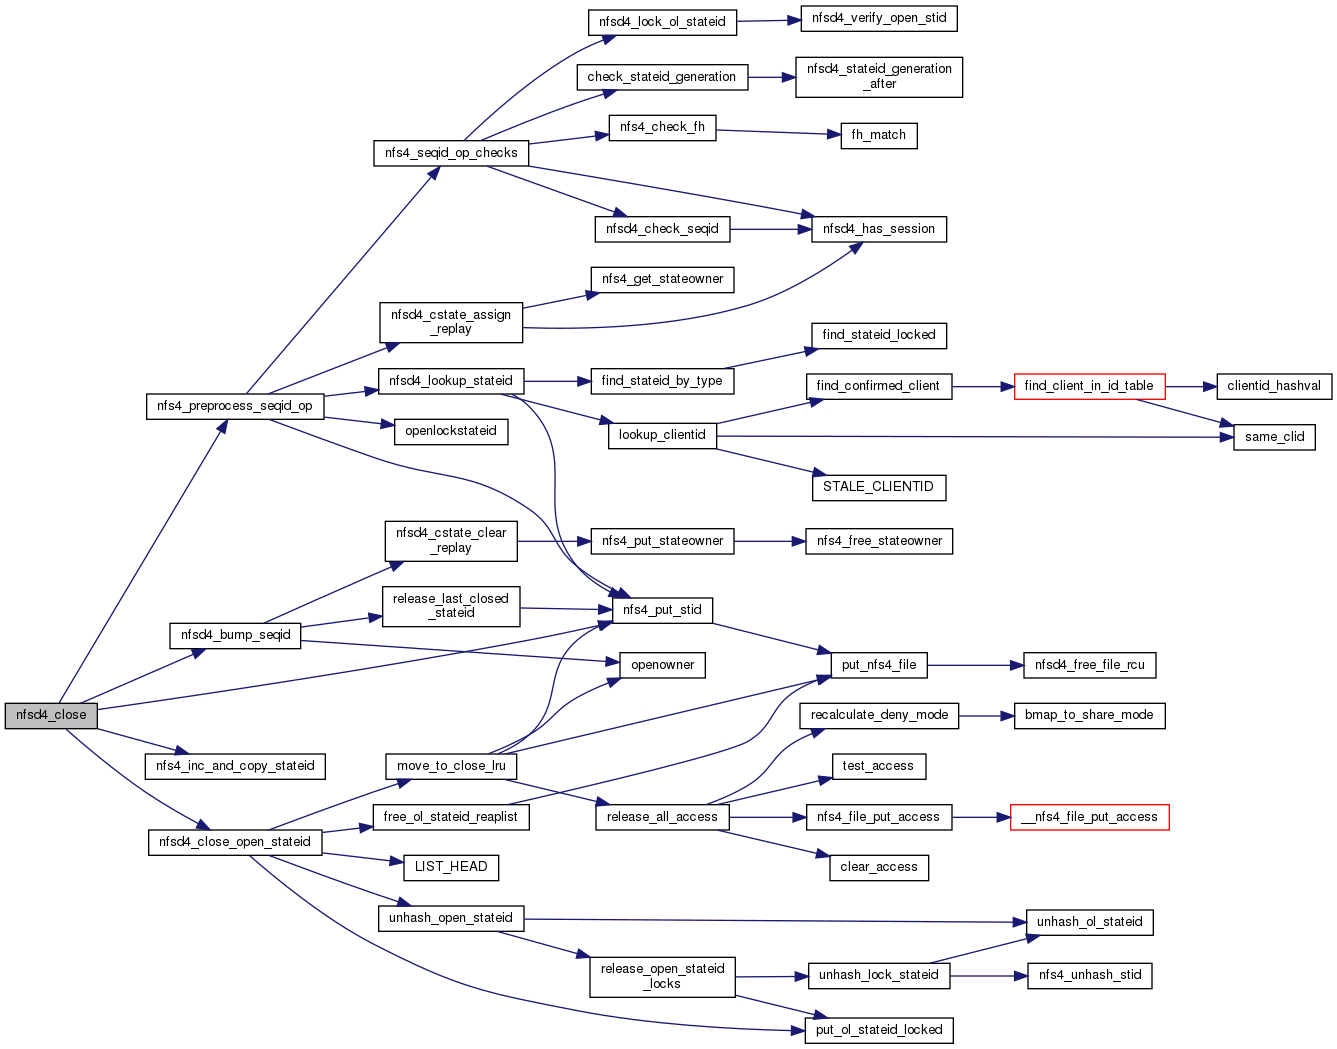 nfsd4_lock_ol_stateid
nfsd4_verify_open_stid
check_stateid_generation
nfsd4_stateid_generation
_after
nfs4_check_fh
fh_match
nfs4_seqid_op_checks
nfsd4_check_seqid
nfsd4_has_session
nfs4_get_stateowner
nfsd4_cstate_assign
_replay
find_stateid_locked
nfsd4_lookup_stateid
find_stateid_by_type
find_confirmed_client
find_client_in_id_table
clientid_hashval
nfs4_preprocess_seqid_op
openlockstateid
lookup_clientid
same_clid
STALE_CLIENTID
nfsd4_cstate_clear
_replay
nfs4_put_stateowner
nfs4_free_stateowner
release_last_closed
_stateid
nfs4_put_stid
nfsd4_bump_seqid
openowner
put_nfs4_file
nfsd4_free_file_rcu
nfsd4_close
recalculate_deny_mode
bmap_to_share_mode
nfs4_inc_and_copy_stateid
move_to_close_lru
test_access
free_ol_stateid_reaplist
release_all_access
nfs4_file_put_access
__nfs4_file_put_access
nfsd4_close_open_stateid
LIST_HEAD
clear_access
unhash_open_stateid
unhash_ol_stateid
release_open_stateid
_locks
unhash_lock_stateid
nfs4_unhash_stid
put_ol_stateid_locked